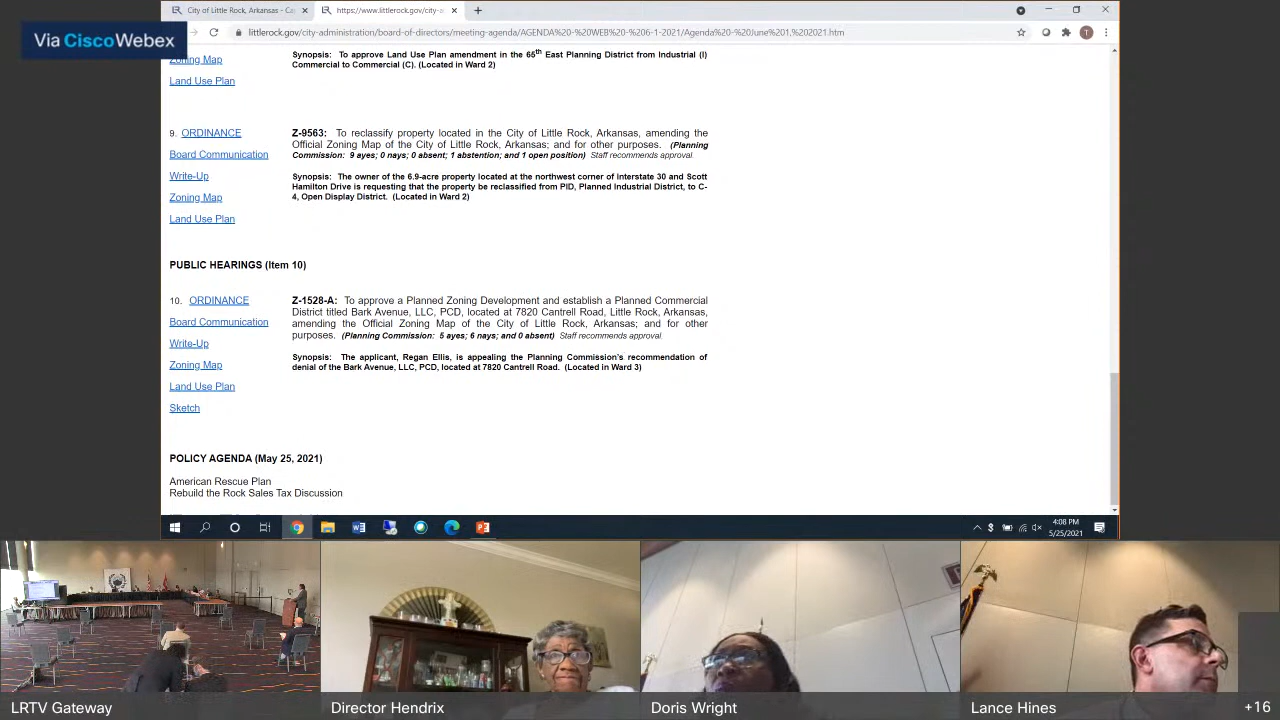 City of Little Rock, Arkansas - Ca
https://www.littlerock.gov/city-a
Via CiscoWebex
littlerock.gov/city-administration/board-of-directors/meeting-agenda/AGENDA%20-%20WEB%20-%206-1-2021/Agenda%20-%20June%201,%202021.htm
Zoning Map
Land Use Plan
Synopsis: To approve Land Use Plan amendment in the 65th East Planning District from Industrial (I)
Commercial to Commercial (C). (Located in Ward 2)
9. ORDINANCE
Board Communication
Write-Up
Zoning Map
Land Use Plan
Z-9563: To reclassify property located in the City of Little Rock, Arkansas, amending the
Official Zoning Map of the City of Little Rock, Arkansas; and for other purposes. (Planning
Commission: 9 ayes; 0 nays; 0 absent; 1 abstention; and 1 open position) Staff recommends approval.
Synopsis: The owner of the 6.9-acre property located at the northwest corner of Interstate 30 and Scott
Hamilton Drive is requesting that the property be reclassified from PID, Planned Industrial District, to C-
4, Open Display District. (Located in Ward 2)
PUBLIC HEARINGS (Item 10)
10. ORDINANCE
Board Communication
Write-Up
Zoning Map
Land Use Plan
Sketch
Z-1528-A: To approve a Planned Zoning Development and establish a Planned Commercial
District titled Bark Avenue, LLC, PCD, located at 7820 Cantrell Road, Little Rock, Arkansas,
amending the Official Zoning Map of the City of Little Rock, Arkansas; and for other
purposes. (Planning Commission: 5 ayes; 6 nays; and 0 absent) Staff recommends approval.
Synopsis: The applicant, Regan Ellis, is appealing the Planning Commission's recommendation of
denial of the Bark Avenue, LLC, PCD, located at 7820 Cantrell Road. (Located in Ward 3)
POLICY AGENDA (May 25, 2021)
American Rescue Plan
Rebuild the Rock Sales Tax Discussion
4:08 PM
5/25/2021
LRTV Gateway
Director Hendrix
Doris Wright
Lance Hines
+16